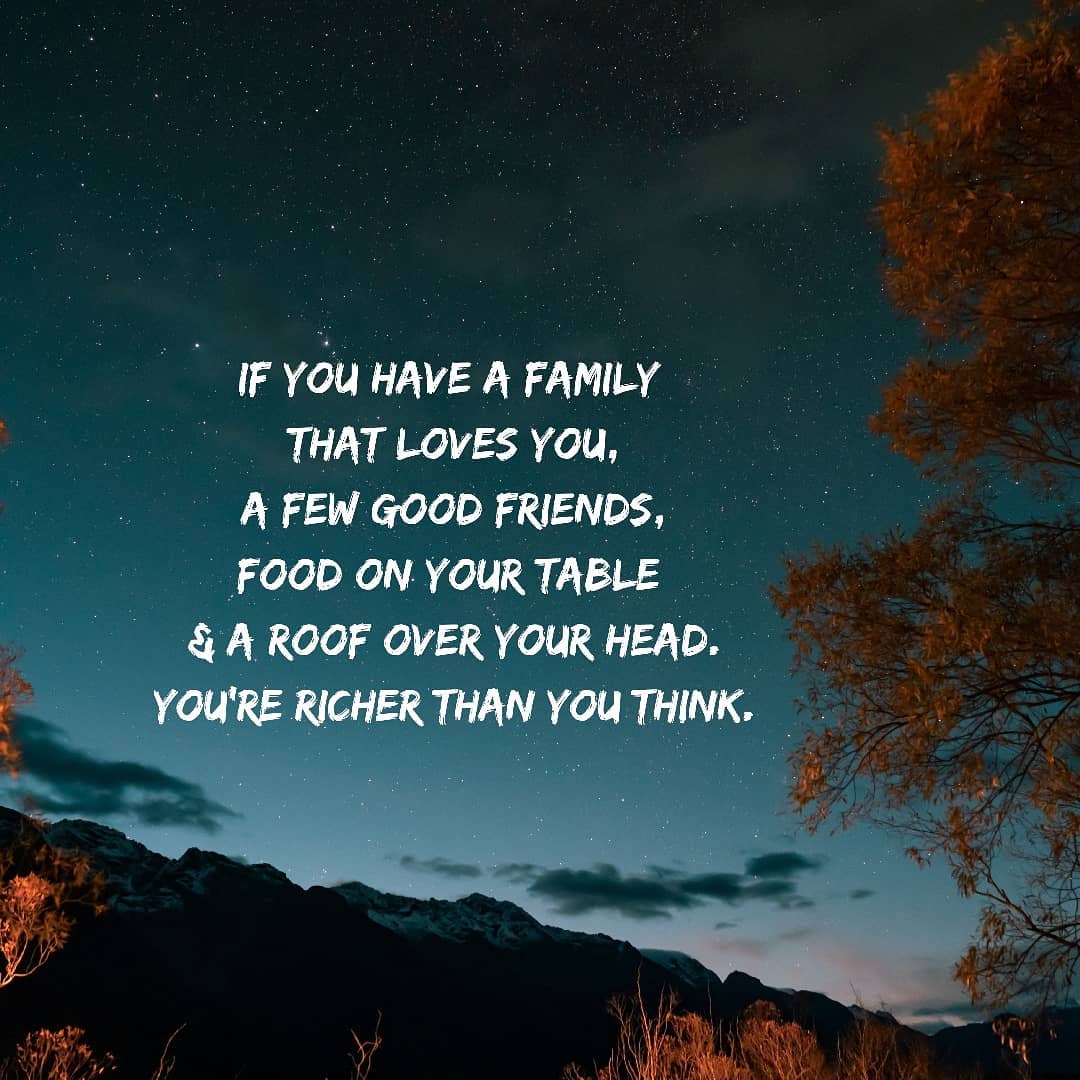 IF YOU HAVE A FAMILY
THAT LOVES YOU,
A FEW GOOD FRIENDS,
FOOD ON YOUR TABLE
& A ROOF OVER YOUR HEAD.
YOU'RE RICHER THAN YOU THINK.